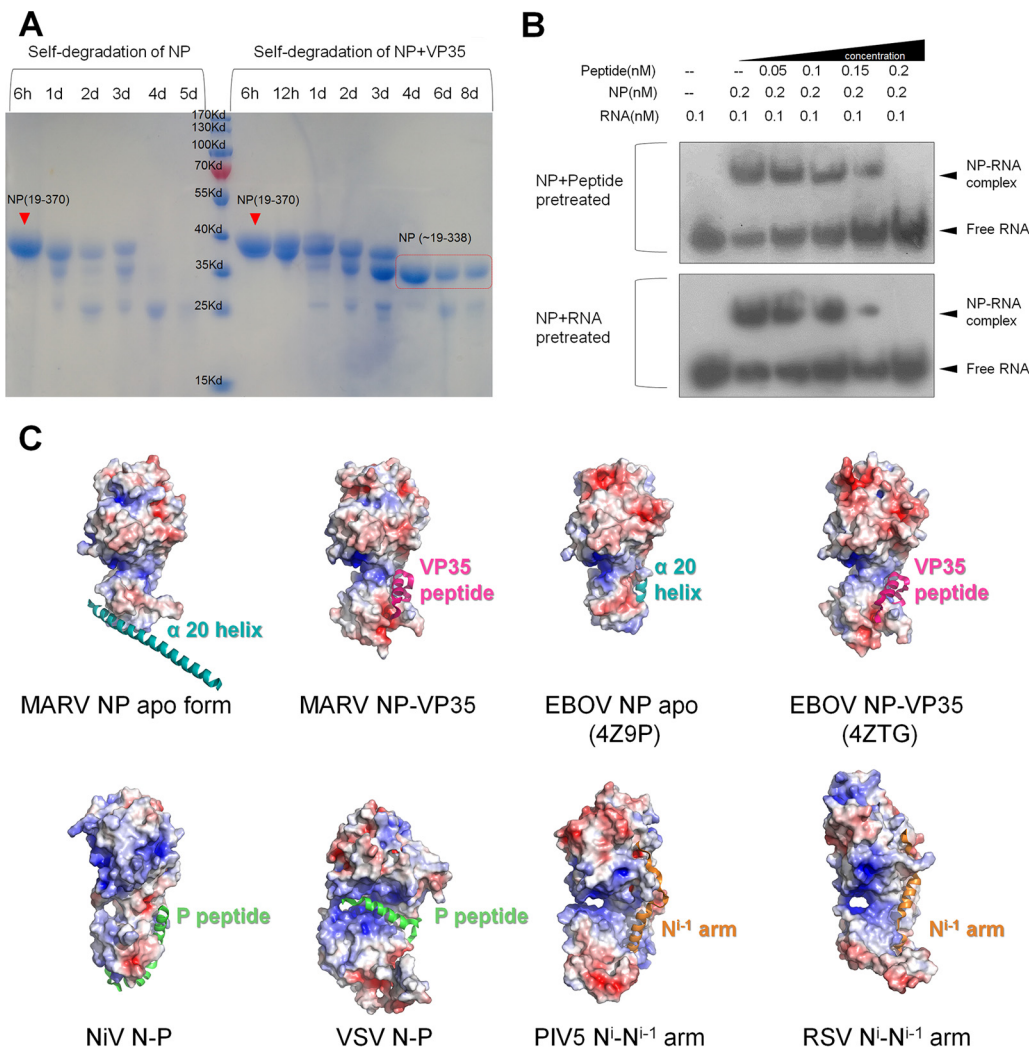 A
Self-degradation of NP
Self-degradation of NP+VP35
6h 1d 2d 3d 4d 5d
6h 12h 1d 2d 3d 4d 6d 8d
170Kd
130Kd
100Kd
70Kd
55Kd
40Kd
35Kd
25Kd
15Kd
NP(19-370)
NP(19-370)
NP (~19-338)
B
concentration
Peptide(nM) -- -- 0.05 0.1 0.15 0.2
NP(nM) -- 0.2 0.2 0.2 0.2 0.2
RNA(nM) 0.1 0.1 0.1 0.1 0.1 0.1
NP+Peptide
pretreated
NP-RNA
complex
Free RNA
NP+RNA
pretreated
NP-RNA
complex
Free RNA
C
α 20 helix
MARV NP apo form
VP35
peptide
MARV NP-VP35
α 20
helix
EBOV NP apo
(4Z9P)
VP35
peptide
EBOV NP-VP35
(4ZTG)
P peptide
NiV N-P
P peptide
VSV N-P
Nⁱ⁻¹ arm
PIV5 Nⁱ-Nⁱ⁻¹ arm
Nⁱ⁻¹ arm
RSV Nⁱ-Nⁱ⁻¹ arm